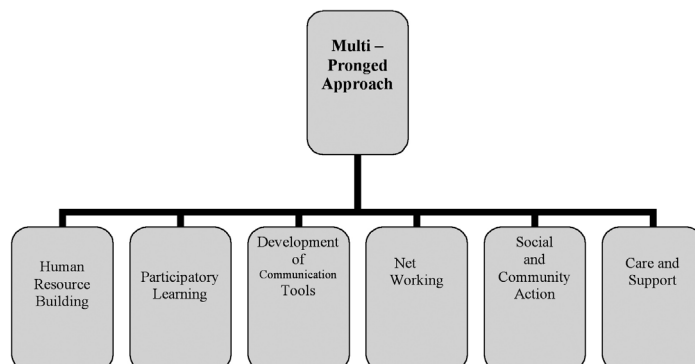 Multi –
Pronged
Approach
Human
Resource
Building
Participatory
Learning
Development
of
Communication
Tools
Net
Working
Social
and
Community
Action
Care and
Support